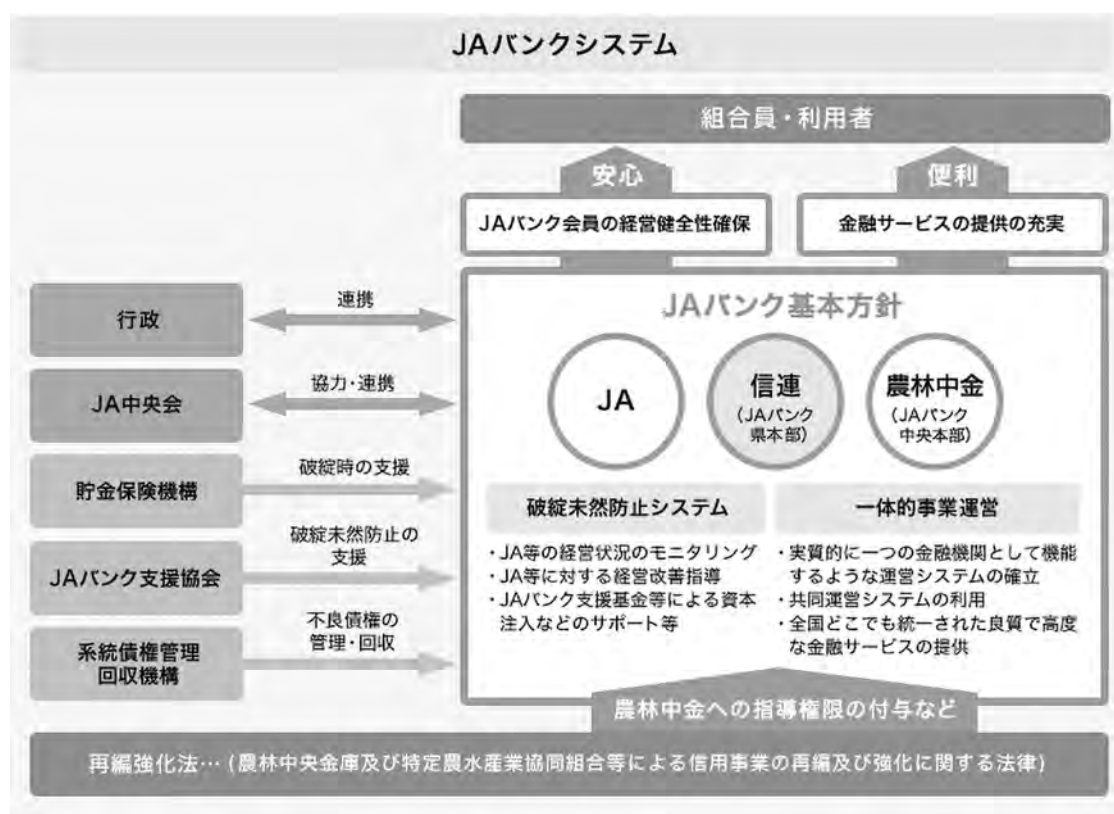 JAバンクシステム
組合員・利用者
安心
便利
JAバンク会員の経営健全性確保
金融サービスの提供の充実
行政
連携
JA中央会
協力・連携
貯金保険機構
破綻時の支援
JAバンク支援協会
破綻未然防止の
支援
系統債権管理
回収機構
不良債権の
管理・回収
JAバンク基本方針
JA
信連
（JAバンク
県本部）
農林中金
（JAバンク
中央本部）
破綻未然防止システム
・JA等の経営状況のモニタリング
・JA等に対する経営改善指導
・JAバンク支援基金等による資本
注入などのサポート等
一体的事業運営
・実質的に一つの金融機関として機能
するような運営システムの確立
・共同運営システムの利用
・全国どこでも統一された良質で高度
な金融サービスの提供
農林中金への指導権限の付与など
再編強化法…（農林中央金庫及び特定農水産業協同組合等による信用事業の再編及び強化に関する法律）